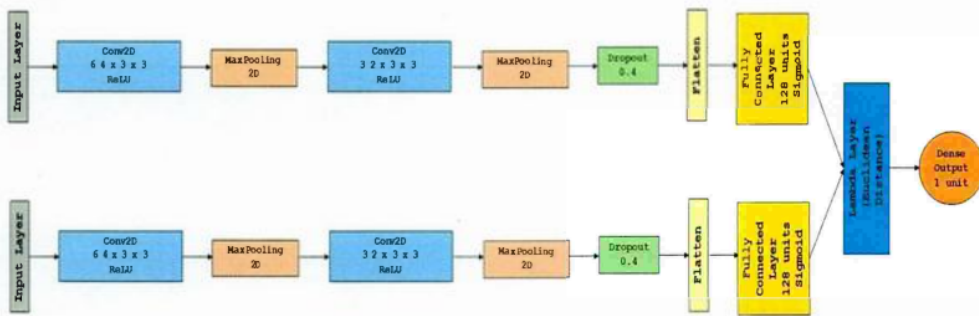 Input Layer
Conv2D
64 x 3 x 3
ReLU
MaxPooling
2D
Conv2D
32 x 3 x 3
ReLU
MaxPooling
2D
Dropout
0.4
Flatten
Fully
Connected
Layer
128 units
Sigmoid
Input Layer
Conv2D
64 x 3 x 3
ReLU
MaxPooling
2D
Conv2D
32 x 3 x 3
ReLU
MaxPooling
2D
Dropout
0.4
Flatten
Fully
Connected
Layer
128 units
Sigmoid
Lambda Layer
(Euclidean
Distance)
Dense
Output
1 unit